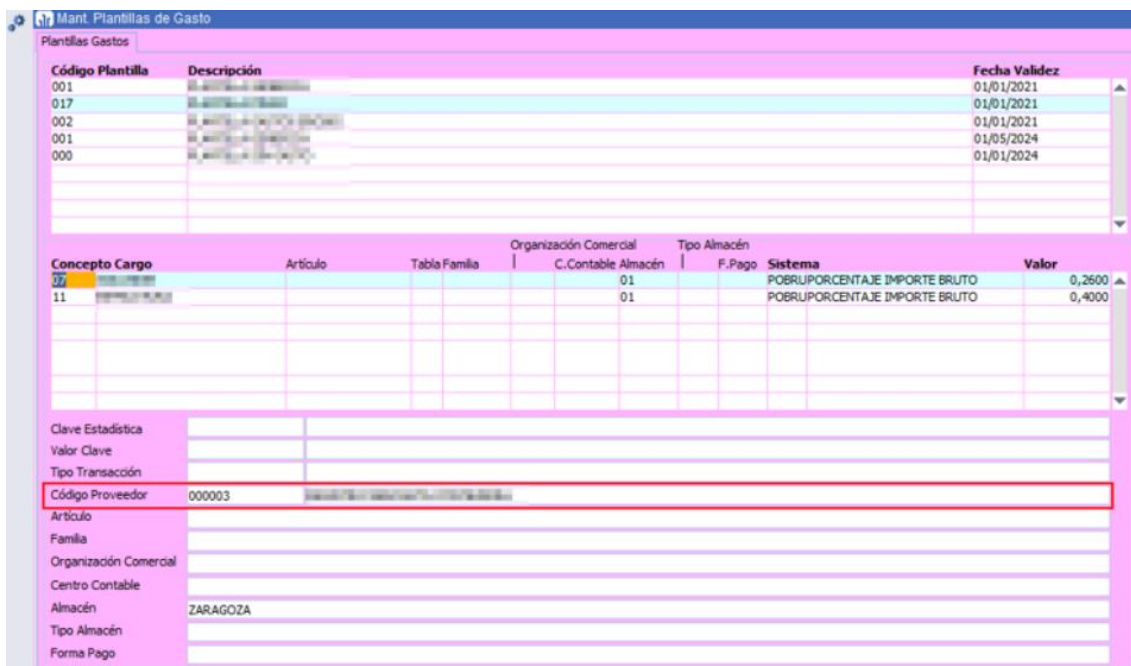 Mant. Plantillas de Gasto
Plantillas Gastos
Código Plantilla Descripción Fecha Validez
001 01/01/2021
017 01/01/2021
002 01/01/2021
001 01/05/2024
000 01/01/2024
Organización Comercial Tipo Almacén
Concepto Cargo Artículo Tabla Familia C.Contable Almacén F.Pago Sistema Valor
07 01 POBRUPORCENTAJE IMPORTE BRUTO 0,2600
11 01 POBRUPORCENTAJE IMPORTE BRUTO 0,4000
Clave Estadística
Valor Clave
Tipo Transacción
Código Proveedor 000003
Artículo
Familia
Organización Comercial
Centro Contable
Almacén ZARAGOZA
Tipo Almacén
Forma Pago